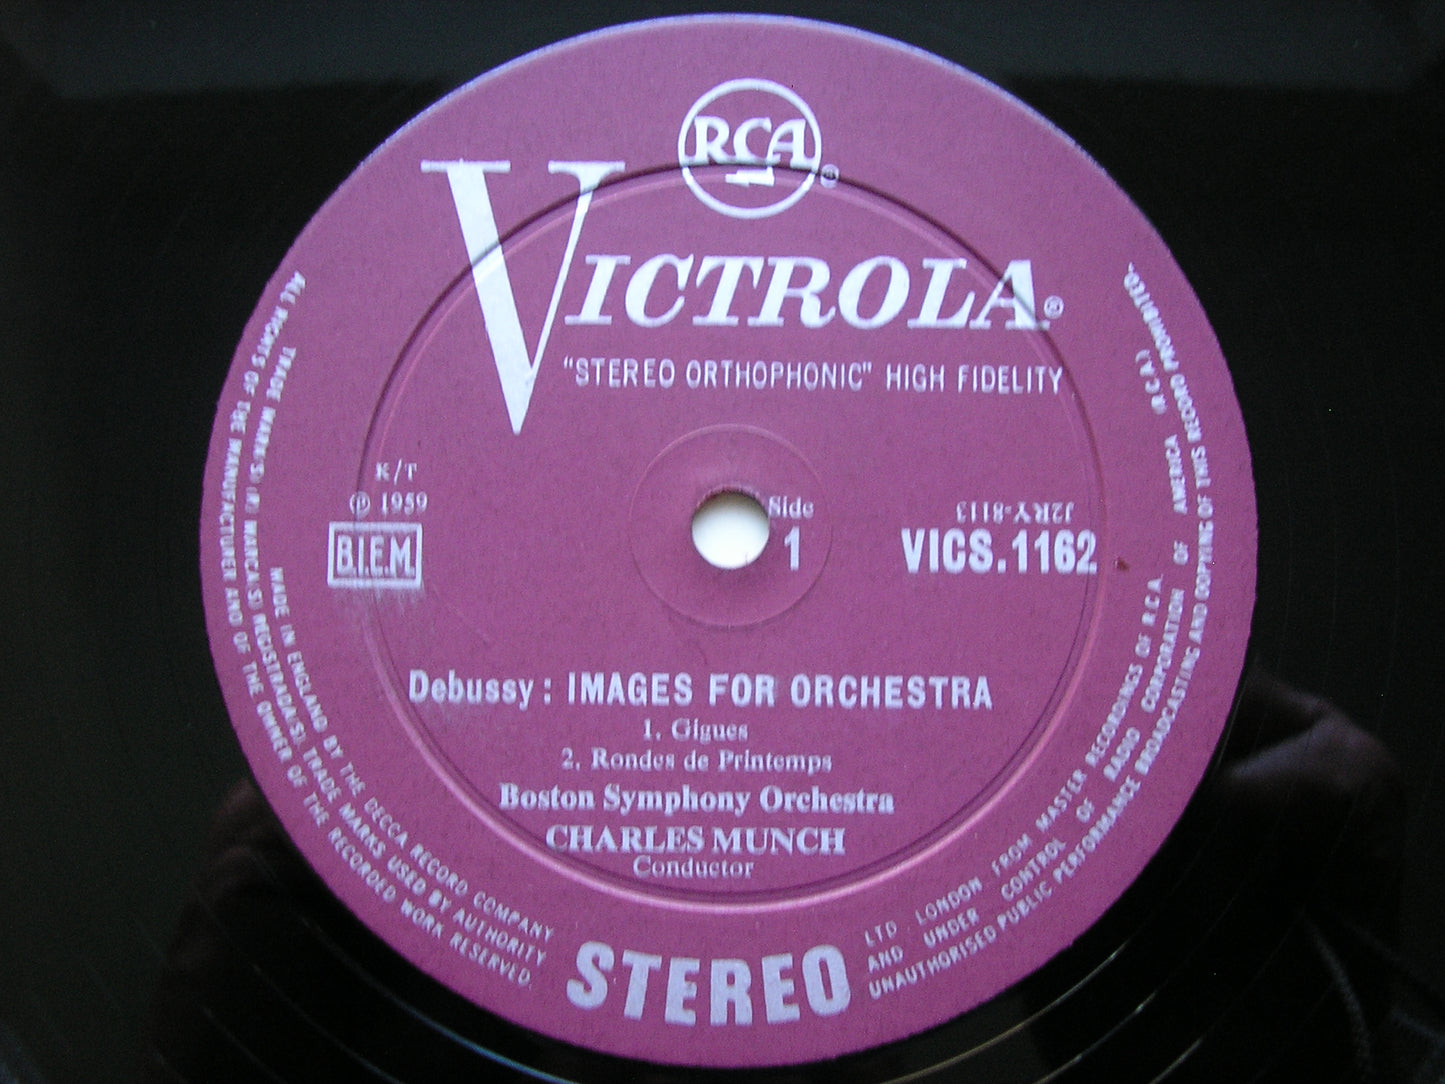 RCA
®
VICTROLA®
"STEREO ORTHOPHONIC" HIGH FIDELITY
K/T
℗ 1959
B.I.E.M.
Side
1
J2RY-8113
VICS.1162
Debussy: IMAGES FOR ORCHESTRA
1. Gigues
2. Rondes de Printemps
Boston Symphony Orchestra
CHARLES MUNCH
Conductor
STEREO
MADE IN ENGLAND BY THE DECCA RECORD COMPANY LTD LONDON FROM MASTER RECORDINGS OF R.C.A.
TRADE MARK(S) (R) MARCA(S) REGISTRADA(S). TRADE MARKS USED BY AUTHORITY AND UNDER CONTROL OF RADIO CORPORATION OF AMERICA (R.C.A.)
ALL RIGHTS OF THE MANUFACTURER AND OF THE OWNER OF THE RECORDED WORK RESERVED. UNAUTHORISED PUBLIC PERFORMANCE BROADCASTING AND COPYING OF THIS RECORD PROHIBITED.